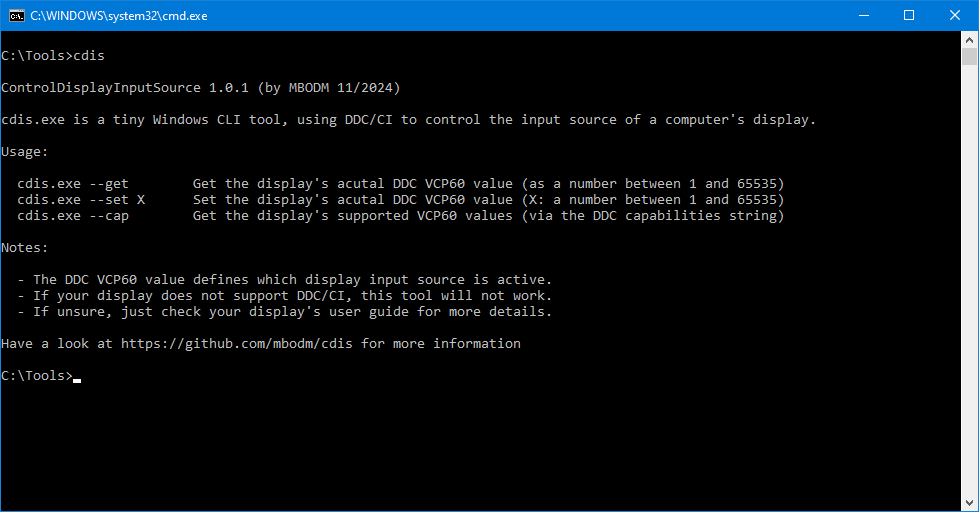 C:\WINDOWS\system32\cmd.exe
C:\Tools>cdis
ControlDisplayInputSource 1.0.1 (by MBODM 11/2024)
cdis.exe is a tiny Windows CLI tool, using DDC/CI to control the input source of a computer's display.
Usage:
cdis.exe --get Get the display's acutal DDC VCP60 value (as a number between 1 and 65535)
cdis.exe --set X Set the display's acutal DDC VCP60 value (X: a number between 1 and 65535)
cdis.exe --cap Get the display's supported VCP60 values (via the DDC capabilities string)
Notes:
- The DDC VCP60 value defines which display input source is active.
- If your display does not support DDC/CI, this tool will not work.
- If unsure, just check your display's user guide for more details.
Have a look at https://github.com/mbodm/cdis for more information
C:\Tools>